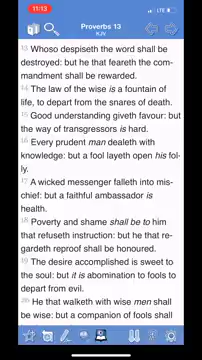 11:13
LTE
Proverbs 13
KJV
13 Whoso despiseth the word shall be
destroyed: but he that feareth the com-
mandment shall be rewarded.
14 The law of the wise is a fountain of
life, to depart from the snares of death.
15 Good understanding giveth favour: but
the way of transgressors is hard.
16 Every prudent man dealeth with
knowledge: but a fool layeth open his fol-
ly.
17 A wicked messenger falleth into mis-
chief: but a faithful ambassador is
health.
18 Poverty and shame shall be to him
that refuseth instruction: but he that re-
gardeth reproof shall be honoured.
19 The desire accomplished is sweet to
the soul: but it is abomination to fools to
depart from evil.
20 He that walketh with wise men shall
be wise: but a companion of fools shall